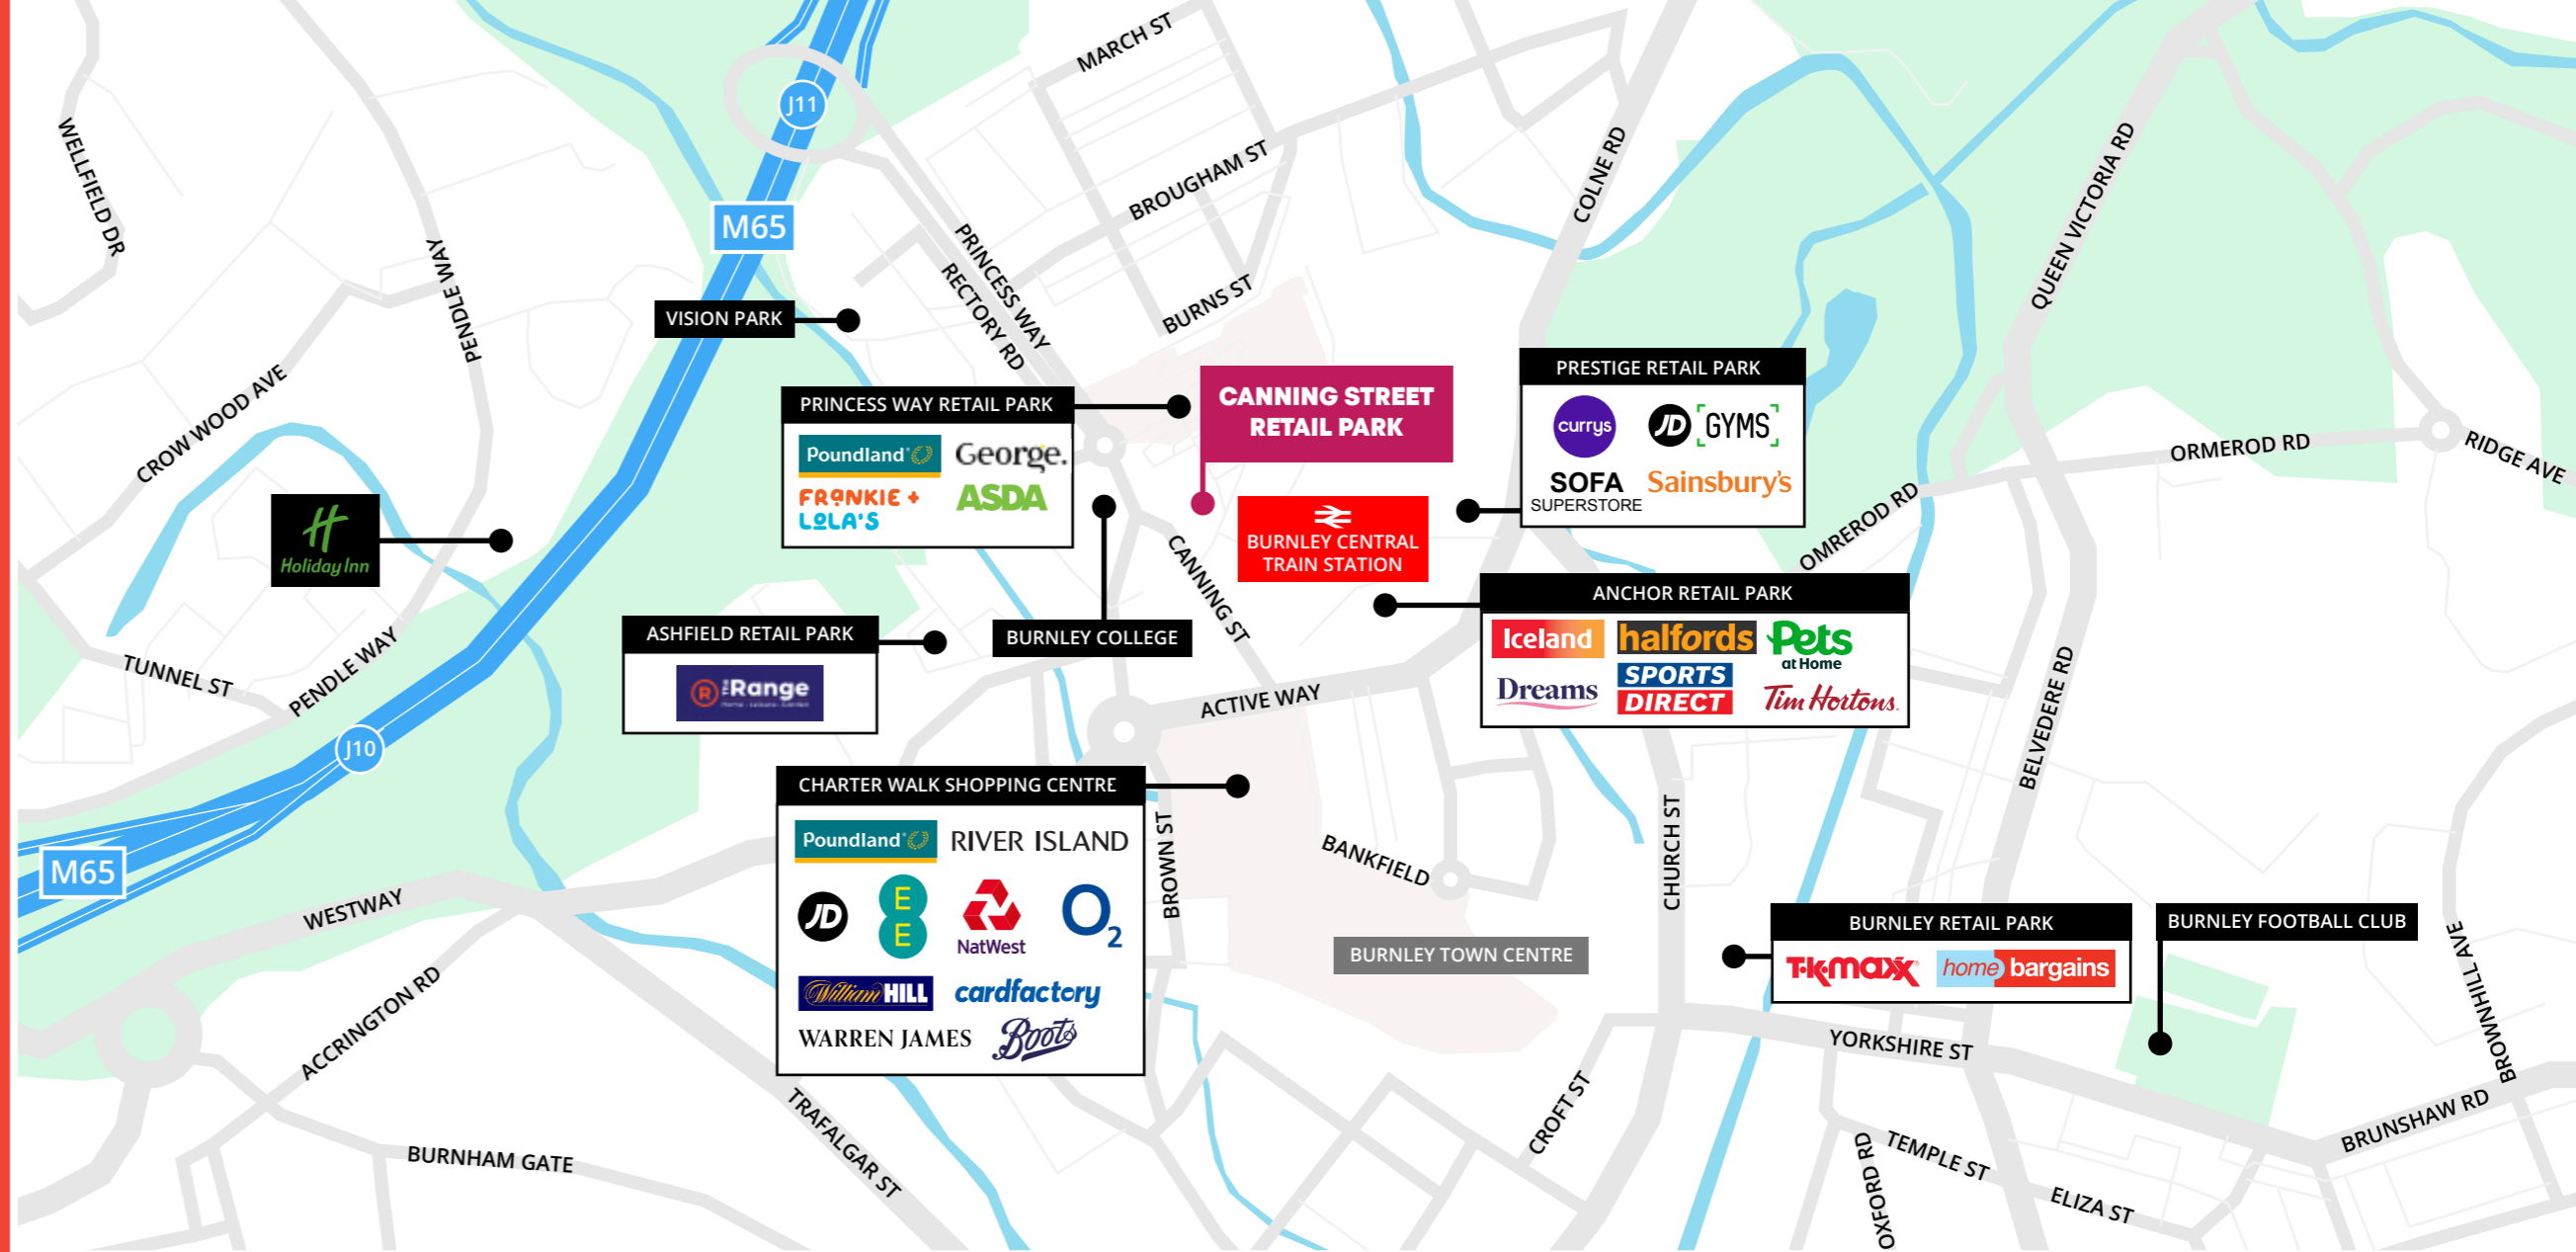 MARCH ST
J11
WELLFIELD DR
BROUGHAM ST
COLNE RD
QUEEN VICTORIA RD
M65
PENDLE WAY
PRINCESS WAY
RECTORY RD
BURNS ST
VISION PARK
CROW WOOD AVE
PRINCESS WAY RETAIL PARK
Poundland
George.
FRANKIE +
LOLA'S
ASDA
CANNING STREET
RETAIL PARK
PRESTIGE RETAIL PARK
currys
JD GYMS
SOFA
SUPERSTORE
Sainsbury's
ORMEROD RD
RIDGE AVE
OMREROD RD
Holiday Inn
BURNLEY CENTRAL
TRAIN STATION
CANNING ST
ANCHOR RETAIL PARK
Iceland
halfords
Pets
at Home
Dreams
SPORTS
DIRECT
Tim Hortons.
ASHFIELD RETAIL PARK
THE Range
BURNLEY COLLEGE
TUNNEL ST
PENDLE WAY
ACTIVE WAY
BELVEDERE RD
J10
CHARTER WALK SHOPPING CENTRE
Poundland
RIVER ISLAND
JD
EE
NatWest
O2
William HILL
cardfactory
WARREN JAMES
Boots
BROWN ST
BANKFIELD
CHURCH ST
M65
WESTWAY
BURNLEY TOWN CENTRE
BURNLEY RETAIL PARK
TK maxx
home bargains
BURNLEY FOOTBALL CLUB
BROWNHILL AVE
ACCRINGTON RD
YORKSHIRE ST
CROFT ST
BRUNSHAW RD
BURNHAM GATE
TRAFALGAR ST
OXFORD RD
TEMPLE ST
ELIZA ST